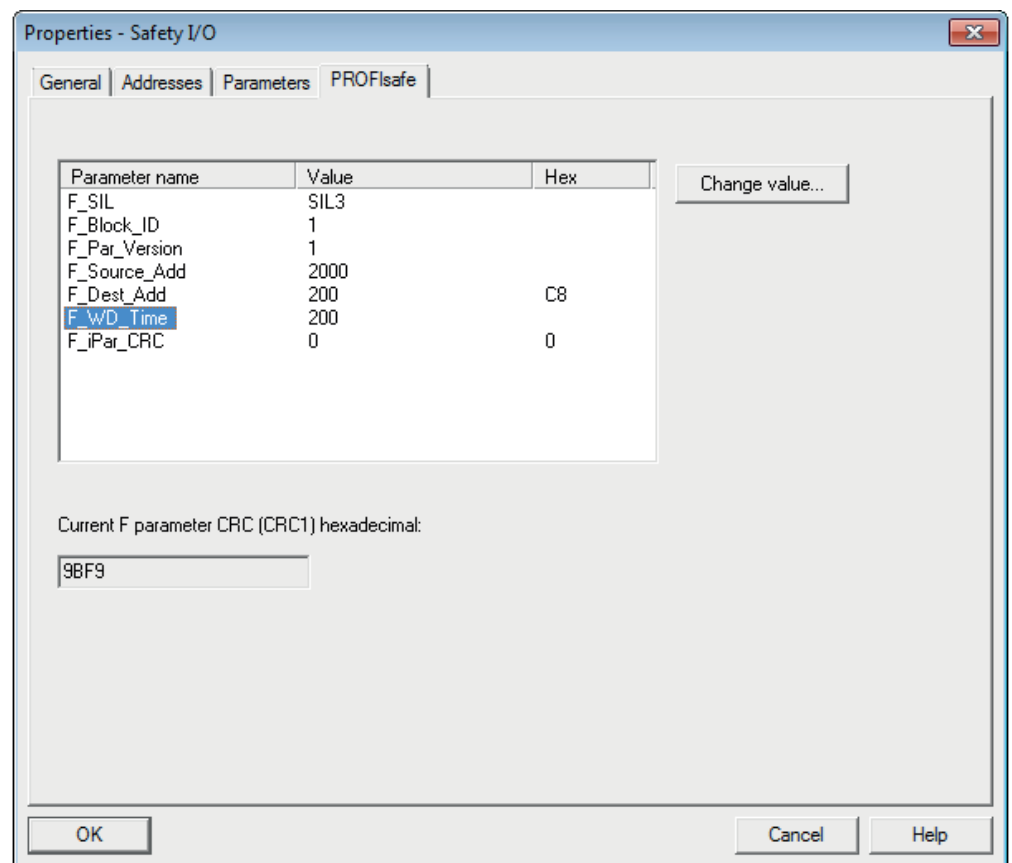 Properties - Safety I/O
General Addresses Parameters PROFIsafe
Parameter name Value Hex
F_SIL SIL3
F_Block_ID 1
F_Par_Version 1
F_Source_Add 2000
F_Dest_Add 200 C8
F_WD_Time 200
F_iPar_CRC 0 0
Change value...
Current F parameter CRC (CRC1) hexadecimal:
9BF9
OK Cancel Help